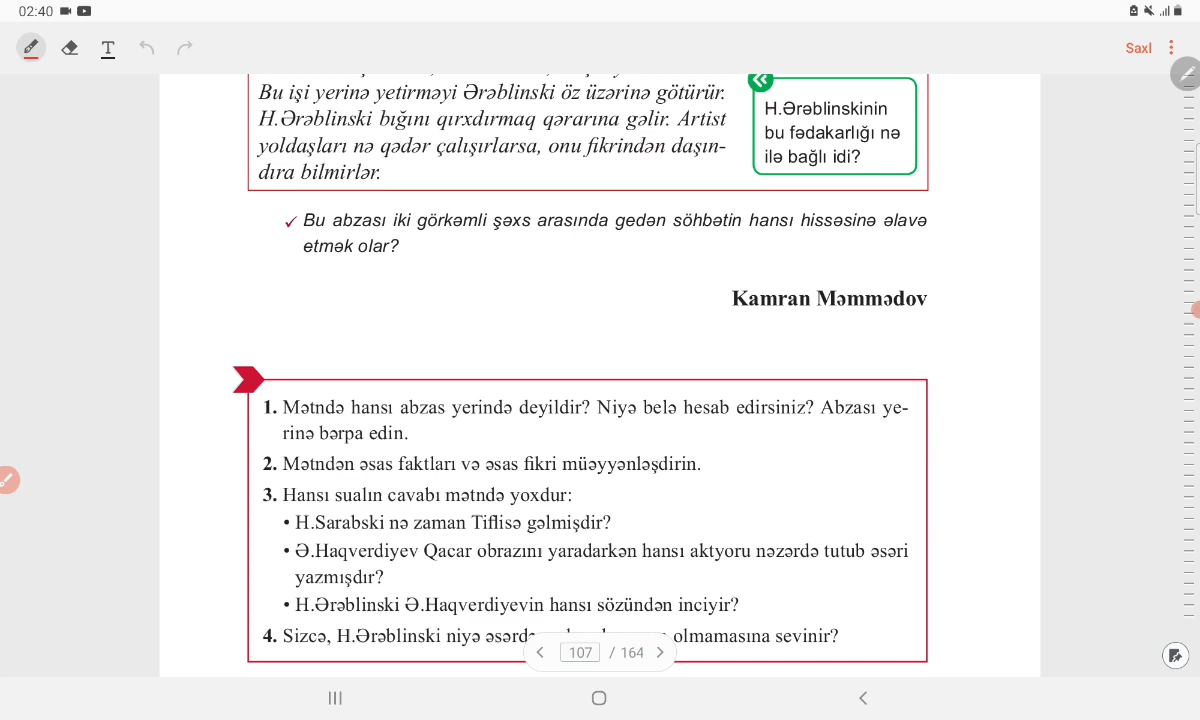 02:40
T
Saxl
Bu işi yerinə yetirməyi Ərəblinski öz üzərinə götürür.
H.Ərəblinski bığını qırxdırmaq qərarına gəlir. Artist
yoldaşları nə qədər çalışırlarsa, onu fikrindən daşın-
dıra bilmirlər.
H.Ərəblinskinin
bu fədakarlığı nə
ilə bağlı idi?
✓ Bu abzası iki görkəmli şəxs arasında gedən söhbətin hansı hissəsinə əlavə
etmək olar?
Kamran Məmmədov
1. Mətndə hansı abzas yerində deyildir? Niyə belə hesab edirsiniz? Abzası ye-
rinə bərpa edin.
2. Mətndən əsas faktları və əsas fikri müəyyənləşdirin.
3. Hansı sualın cavabı mətndə yoxdur:
• H.Sarabski nə zaman Tiflisə gəlmişdir?
• Ə.Haqverdiyev Qacar obrazını yaradarkən hansı aktyoru nəzərdə tutub əsəri
yazmışdır?
• H.Ərəblinski Ə.Haqverdiyevin hansı sözündən inciyir?
4. Sizcə, H.Ərəblinski niyə olmamasına sevinir?
107 / 164